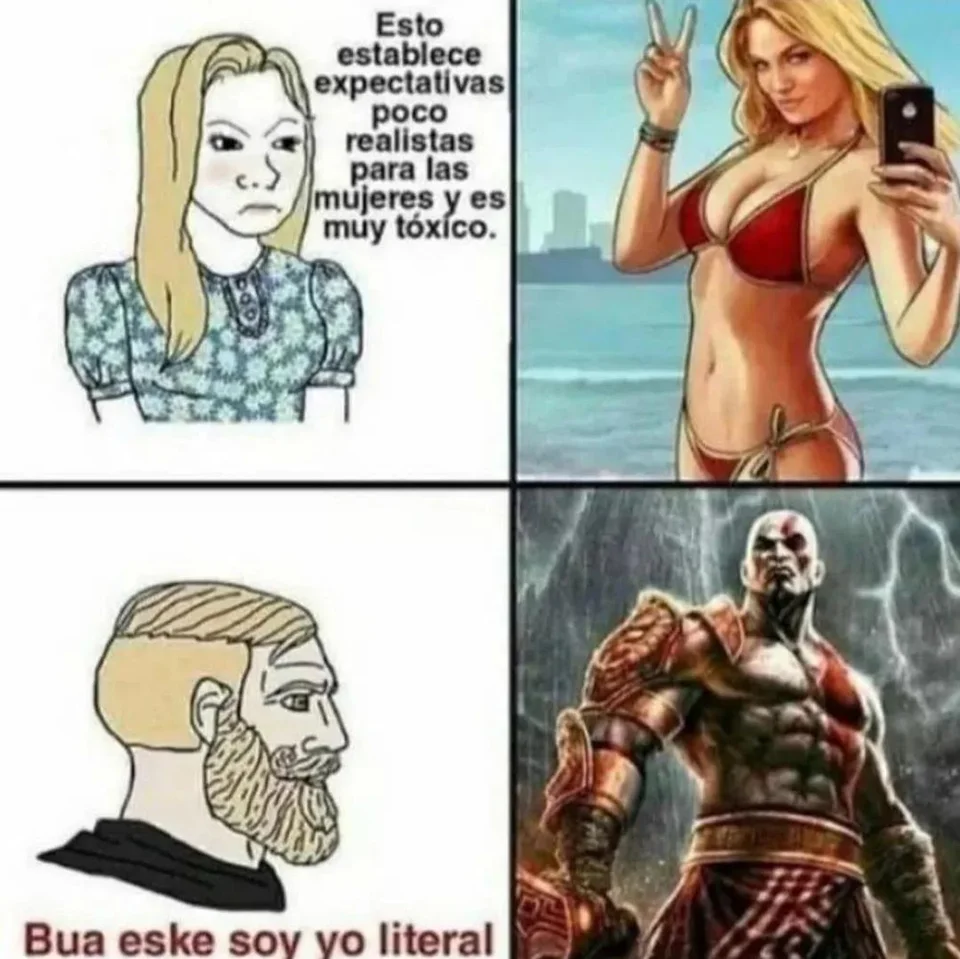 Esto
establece
expectativas
poco
realistas
para las
mujeres y es
muy tóxico.
Bua eske soy yo literal